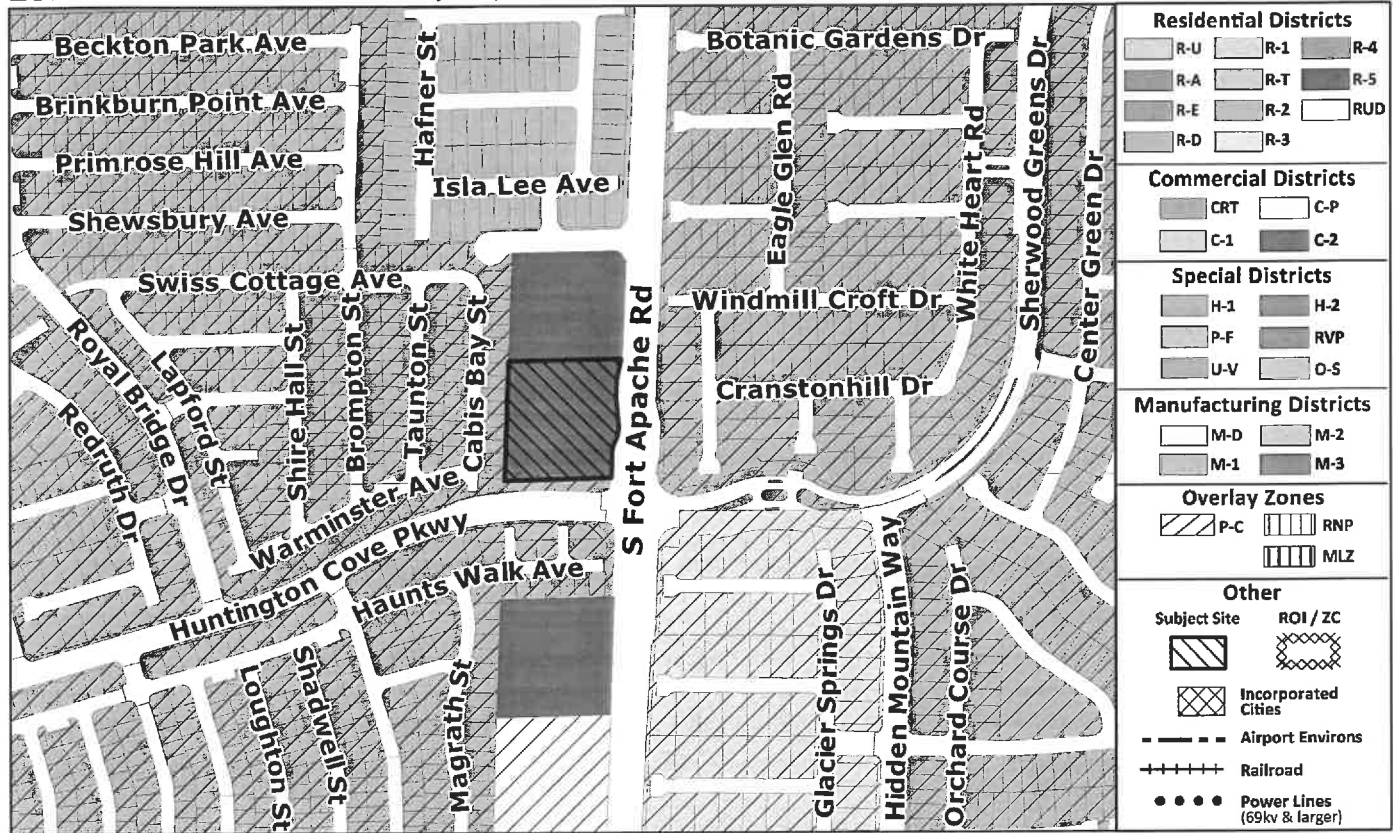 Beckton Park Ave
Brinkburn Point Ave
Primrose Hill Ave
Shewsbury Ave
Swiss Cottage Ave
Hafner St
Isla Lee Ave
Botanic Gardens Dr
Eagle Glen Rd
White Heart Rd
Sherwood Greens Dr
Center Green Dr
Windmill Croft Dr
Cranstonhill Dr
S Fort Apache Rd
Royal Bridge Dr
Redruth Dr
Lapford St
Shire Hall St
Brompton St
Taunton St
Cabis Bay St
Warminster Ave
Huntington Cove Pkwy
Haunts Walk Ave
Loughton St
Shadwell St
Magrath St
Glacier Springs Dr
Hidden Mountain Way
Orchard Course Dr
Residential Districts
R-U R-1 R-4
R-A R-T R-5
R-E R-2 RUD
R-D R-3
Commercial Districts
CRT C-P
C-1 C-2
Special Districts
H-1 H-2
P-F RVP
U-V O-S
Manufacturing Districts
M-D M-2
M-1 M-3
Overlay Zones
P-C RNP
MLZ
Other
Subject Site ROI / ZC
Incorporated
Cities
Airport Environs
Railroad
Power Lines
(69kv & larger)